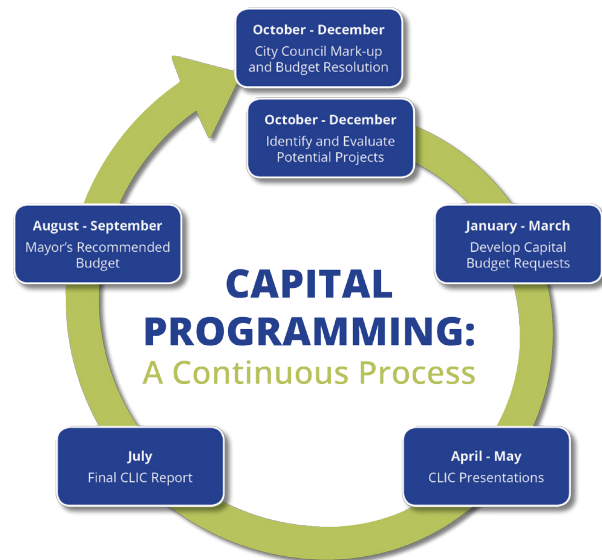 October - December
City Council Mark-up
and Budget Resolution
October - December
Identify and Evaluate
Potential Projects
January - March
Develop Capital
Budget Requests
April - May
CLIC Presentations
July
Final CLIC Report
August - September
Mayor's Recommended
Budget
CAPITAL
PROGRAMMING:
A Continuous Process